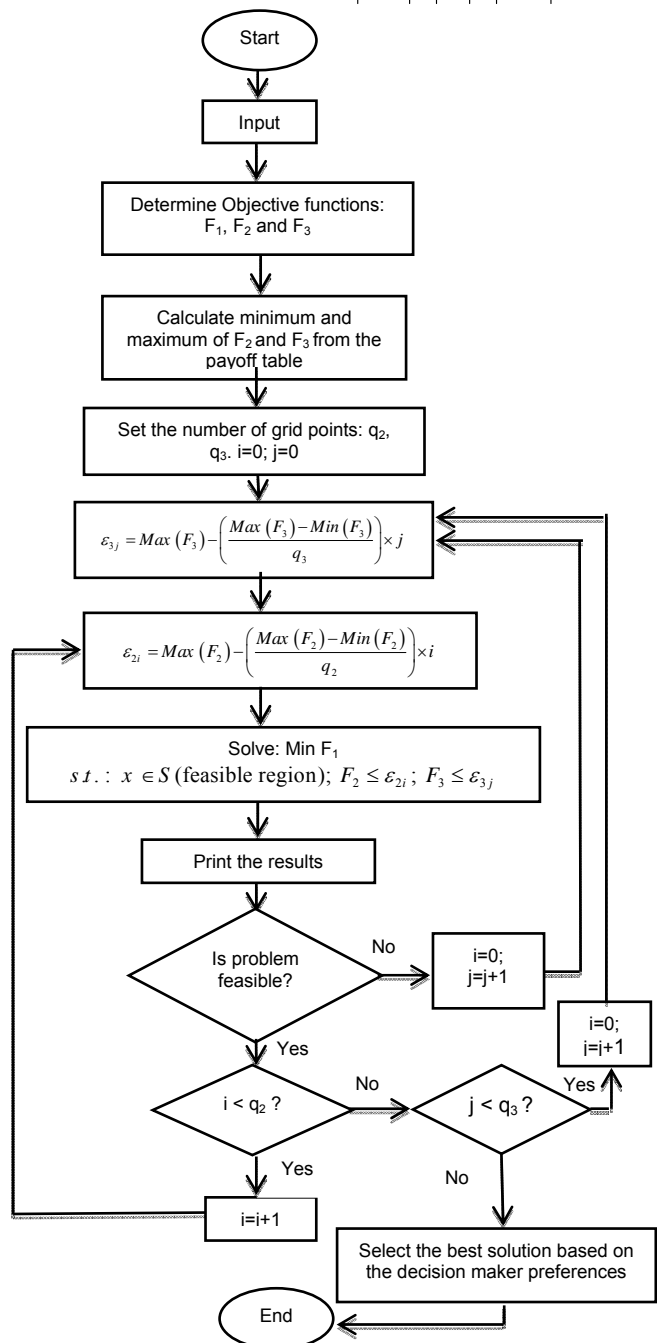 Start
Input
Determine Objective functions:
F₁, F₂ and F₃
Calculate minimum and
maximum of F₂ and F₃ from the
payoff table
Set the number of grid points: q₂,
q₃. i=0; j=0
ε₃ⱼ = Max (F₃) − ( (Max (F₃) − Min (F₃)) / q₃ ) × j
ε₂ᵢ = Max (F₂) − ( (Max (F₂) − Min (F₂)) / q₂ ) × i
Solve: Min F₁
s.t. : x ∈ S (feasible region); F₂ ≤ ε₂ᵢ ; F₃ ≤ ε₃ⱼ
Print the results
Is problem
feasible?
No
i=0;
j=j+1
i=0;
j=j+1
Yes
i < q₂ ?
No
j < q₃ ?
Yes
Yes
No
i=i+1
Select the best solution based on
the decision maker preferences
End